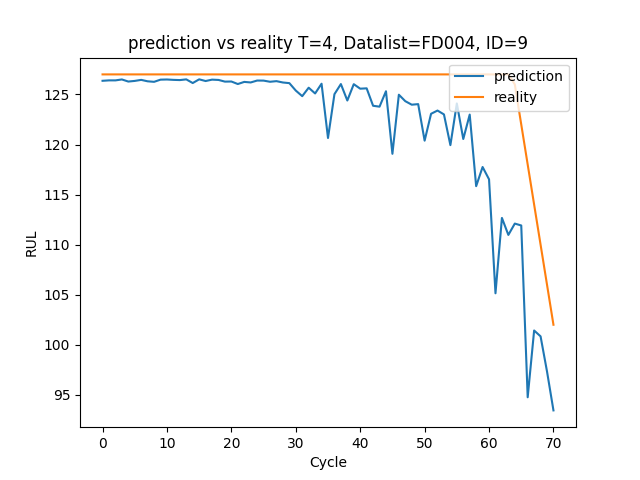 prediction vs reality T=4, Datalist=FD004, ID=9
prediction
reality
125
120
115
110
105
100
95
RUL
0 10 20 30 40 50 60 70
Cycle